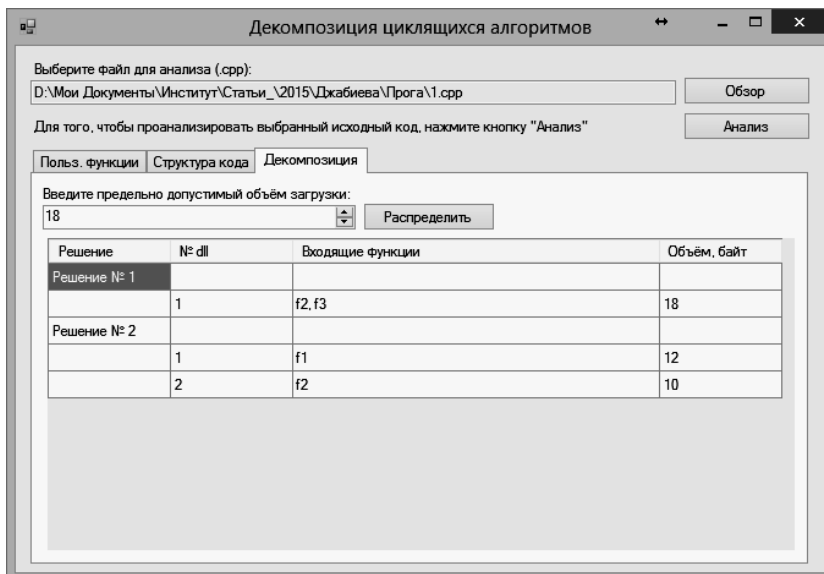 Декомпозиция циклящихся алгоритмов
Выберите файл для анализа (.cpp):
D:\Мои Документы\Институт\Статьи_\2015\Джабиева\Прога\1.cpp
Обзор
Для того, чтобы проанализировать выбранный исходный код, нажмите кнопку "Анализ"
Анализ
Польз. функции Структура кода Декомпозиция
Введите предельно допустимый объём загрузки:
18 Распределить
Решение № dll Входящие функции Объём, байт
Решение № 1
1 f2, f3 18
Решение № 2
1 f1 12
2 f2 10